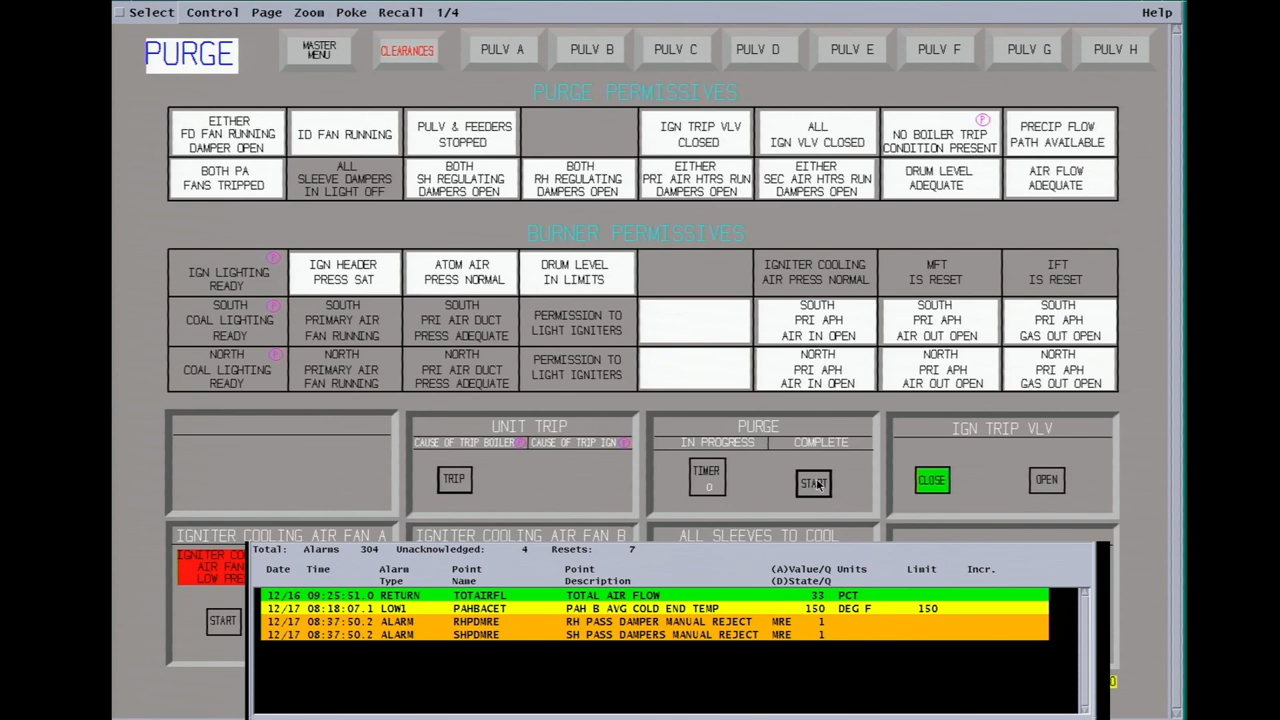 Select Control Page Zoom Poke Recall 1/4 Help
PURGE
MASTER
MENU
CLEARANCES
PULV A
PULV B
PULV C
PULV D
PULV E
PULV F
PULV G
PULV H
PURGE PERMISSIVES
EITHER
FD FAN RUNNING
DAMPER OPEN
ID FAN RUNNING
PULV & FEEDERS
STOPPED
IGN TRIP VLV
CLOSED
ALL
IGN VLV CLOSED
P
NO BOILER TRIP
CONDITION PRESENT
PRECIP FLOW
PATH AVAILABLE
BOTH PA
FANS TRIPPED
ALL
SLEEVE DAMPERS
IN LIGHT OFF
BOTH
SH REGULATING
DAMPERS OPEN
BOTH
RH REGULATING
DAMPERS OPEN
EITHER
PRI AIR HTRS RUN
DAMPERS OPEN
EITHER
SEC AIR HTRS RUN
DAMPERS OPEN
DRUM LEVEL
ADEQUATE
AIR FLOW
ADEQUATE
BURNER PERMISSIVES
P
IGN LIGHTING
READY
IGN HEADER
PRESS SAT
ATOM AIR
PRESS NORMAL
DRUM LEVEL
IN LIMITS
IGNITER COOLING
AIR PRESS NORMAL
MFT
IS RESET
IFT
IS RESET
SOUTH P
COAL LIGHTING
READY
SOUTH
PRIMARY AIR
FAN RUNNING
SOUTH
PRI AIR DUCT
PRESS ADEQUATE
PERMISSION TO
LIGHT IGNITERS
SOUTH
PRI APH
AIR IN OPEN
SOUTH
PRI APH
AIR OUT OPEN
SOUTH
PRI APH
GAS OUT OPEN
NORTH P
COAL LIGHTING
READY
NORTH
PRIMARY AIR
FAN RUNNING
NORTH
PRI AIR DUCT
PRESS ADEQUATE
PERMISSION TO
LIGHT IGNITERS
NORTH
PRI APH
AIR IN OPEN
NORTH
PRI APH
AIR OUT OPEN
NORTH
PRI APH
GAS OUT OPEN
UNIT TRIP
CAUSE OF TRIP BOILER P CAUSE OF TRIP IGN P
TRIP
PURGE
IN PROGRESS COMPLETE
TIMER
0
START
IGN TRIP VLV
CLOSE
OPEN
IGNITER COOLING AIR FAN A
IGNITER COOLING AIR FAN B
ALL SLEEVES TO COOL
IGNITER CO
AIR FAN
LOW PRE
START
Total: Alarms 304 Unacknowledged: 4 Resets: 7
Date Time Alarm Point Point (A)Value/Q Units Limit Incr.
Type Name Description (D)State/Q
12/16 09:25:51.0 RETURN TOTAIRFL TOTAL AIR FLOW 33 PCT
12/17 08:18:07.1 LOW1 PAHBACET PAH B AVG COLD END TEMP 150 DEG F 150
12/17 08:37:50.2 ALARM RHPDMRE RH PASS DAMPER MANUAL REJECT MRE 1
12/17 08:37:50.2 ALARM SHPDMRE SH PASS DAMPERS MANUAL REJECT MRE 1